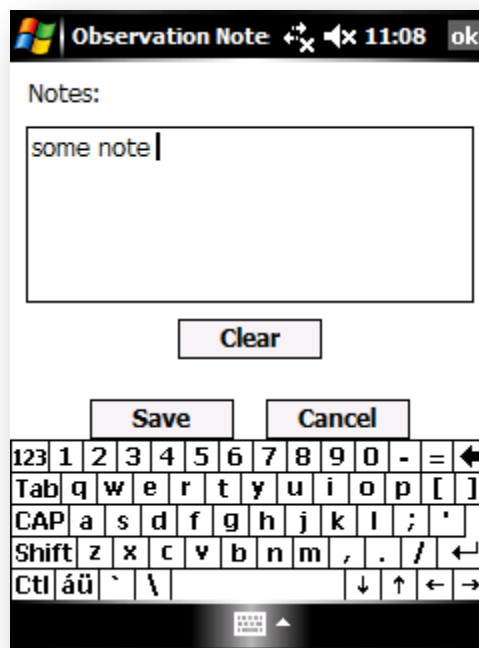 Observation Note 11:08 ok
Notes:
some note
Clear
Save Cancel
123 1 2 3 4 5 6 7 8 9 0 - =
Tab q w e r t y u i o p [ ]
CAP a s d f g h j k l ; '
Shift z x c v b n m , . /
Ctl áü ` \ ↓ ↑ ← →